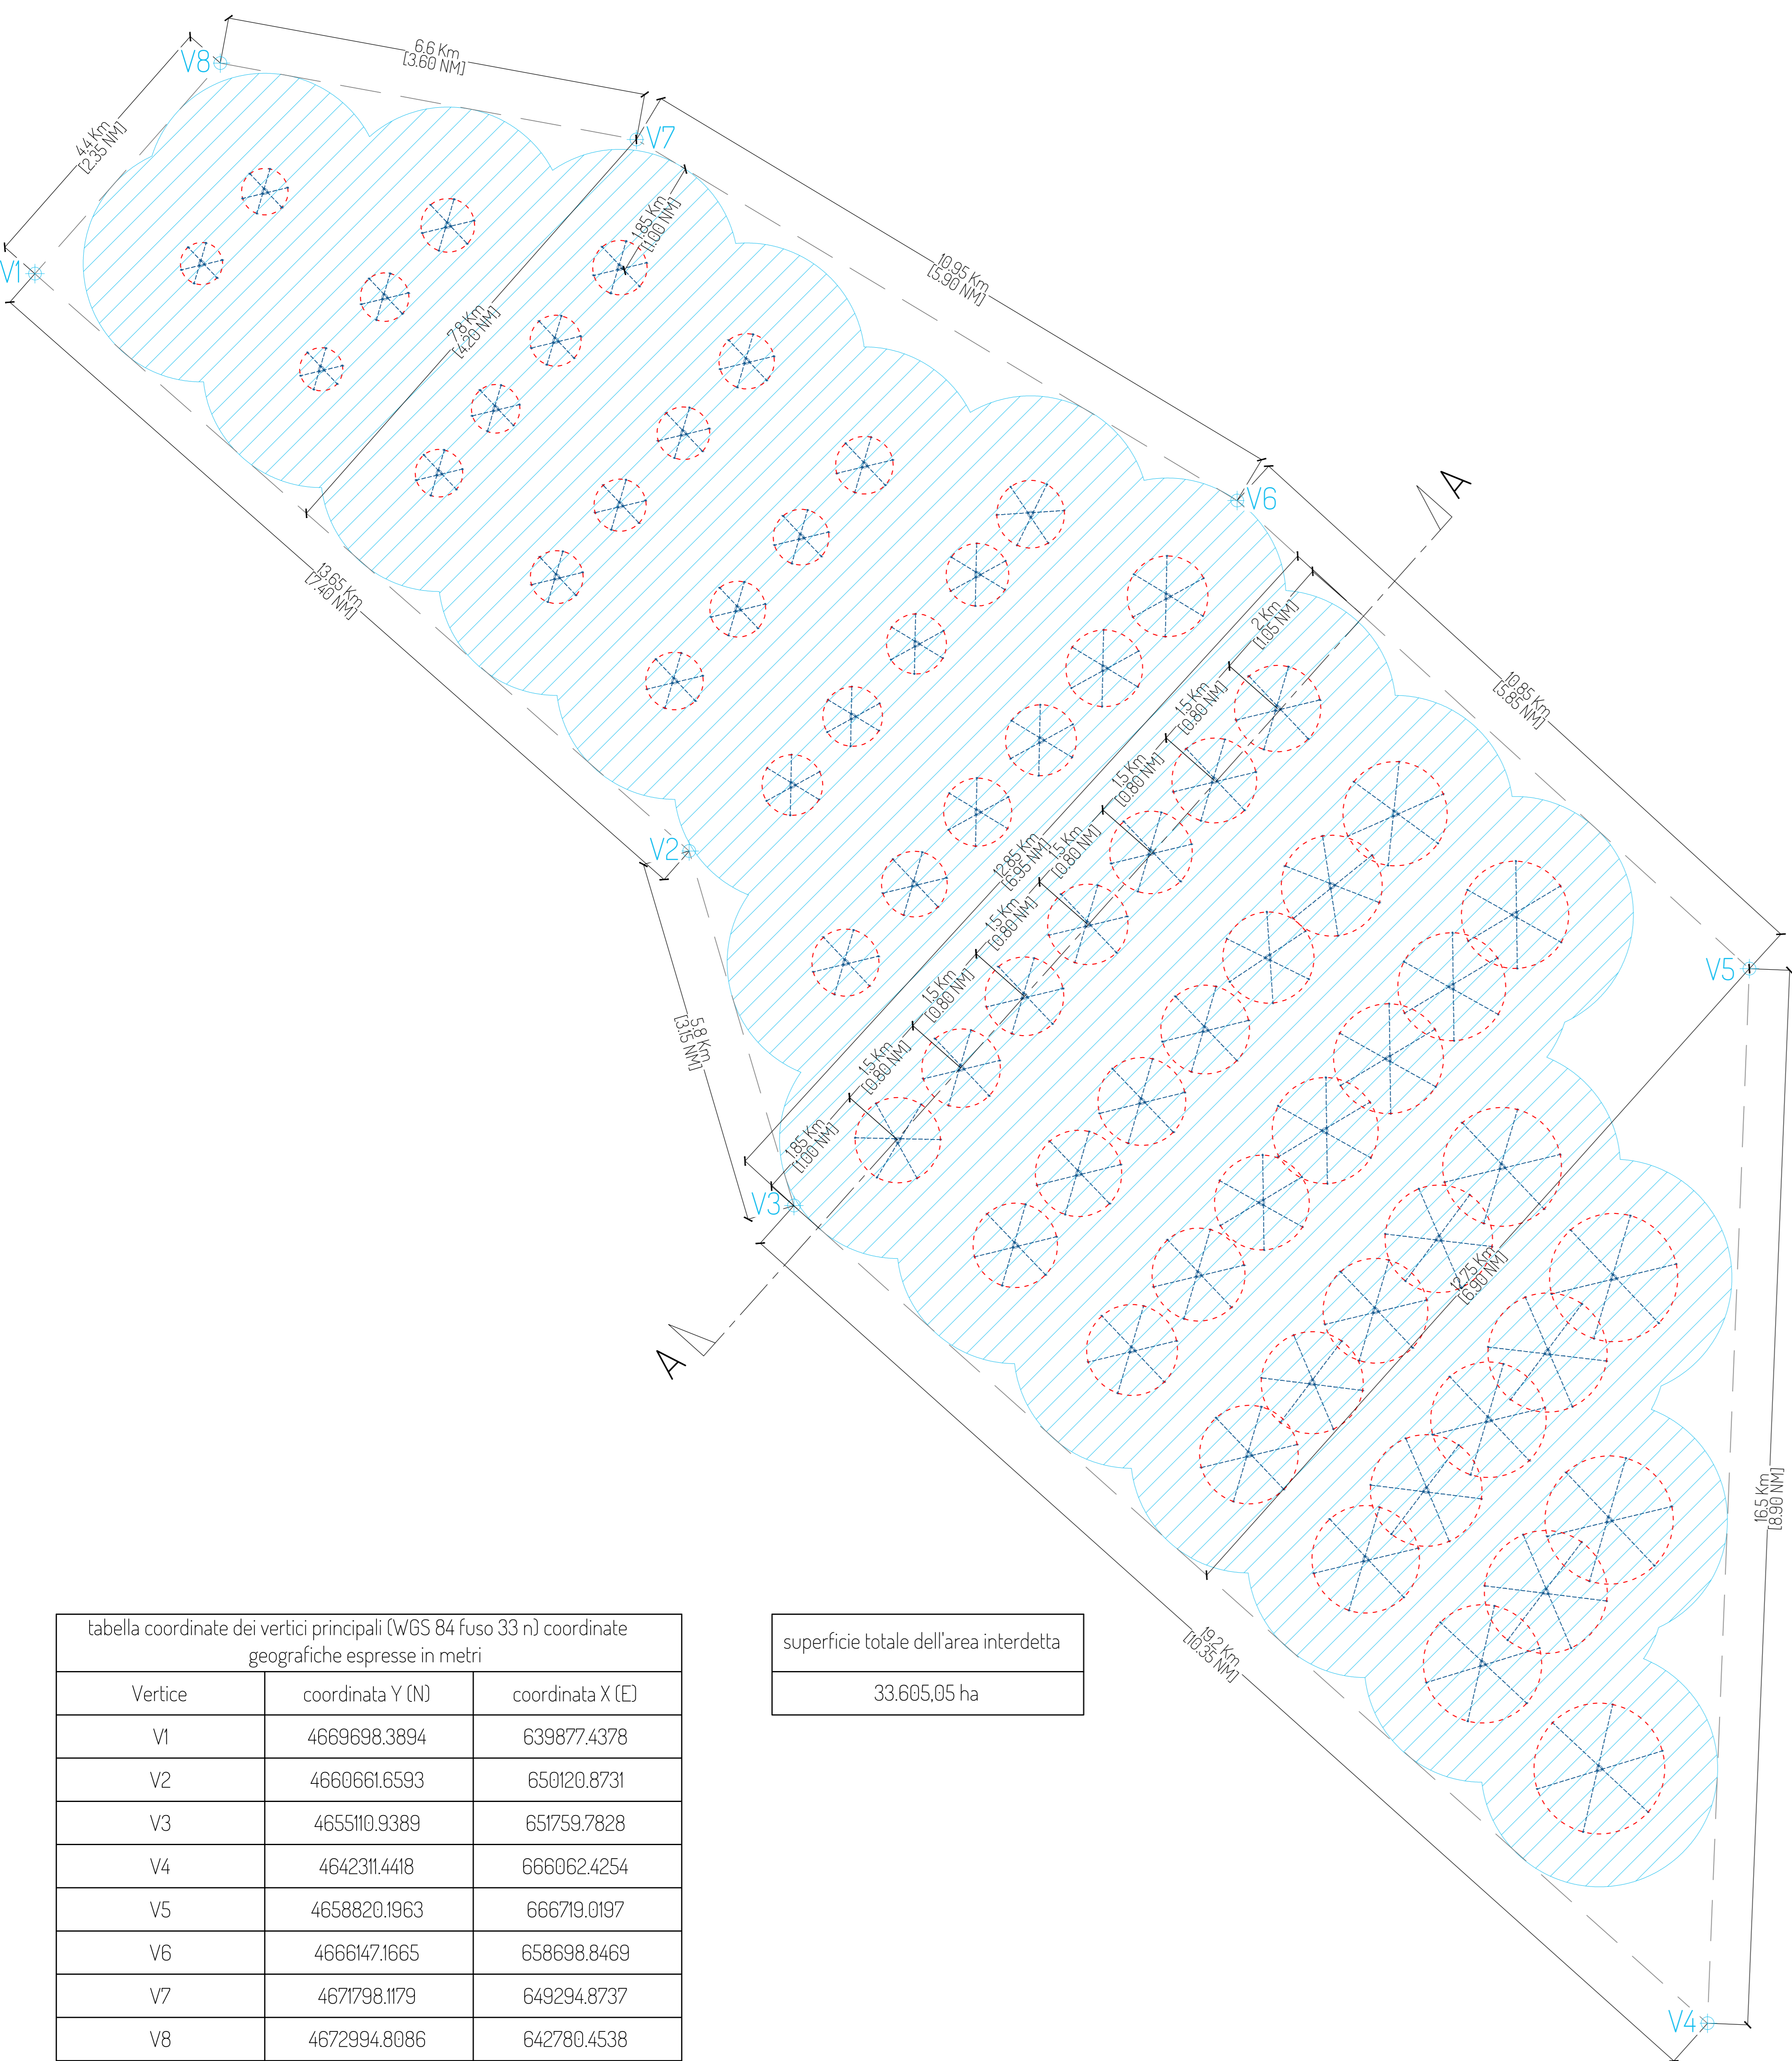 V8
6.6 Km
[3.60 NM]
V7
4.4 Km
[2.35 NM]
V1
1.85 Km
[1.00 NM]
10.95 Km
[5.90 NM]
7.8 Km
[4.20 NM]
V6
A
13.65 Km
[7.40 NM]
2 Km
[1.05 NM]
10.85 Km
[5.85 NM]
1.5 Km
[0.80 NM]
1.5 Km
[0.80 NM]
V2
12.85 Km
[6.95 NM]
1.5 Km
[0.80 NM]
1.5 Km
[0.80 NM]
V5
1.5 Km
[0.80 NM]
5.8 Km
[3.15 NM]
1.5 Km
[0.80 NM]
1.85 Km
[1.00 NM]
V3
12.75 Km
[6.90 NM]
A
16.5 Km
[8.90 NM]
19.2 Km
[10.35 NM]
V4
tabella coordinate dei vertici principali (WGS 84 fuso 33 n) coordinate
geografiche espresse in metri
Vertice coordinata Y (N) coordinata X (E)
V1 4669698.3894 639877.4378
V2 4660661.6593 650120.8731
V3 4655110.9389 651759.7828
V4 4642311.4418 666062.4254
V5 4658820.1963 666719.0197
V6 4666147.1665 658698.8469
V7 4671798.1179 649294.8737
V8 4672994.8086 642780.4538
superficie totale dell'area interdetta
33.605,05 ha